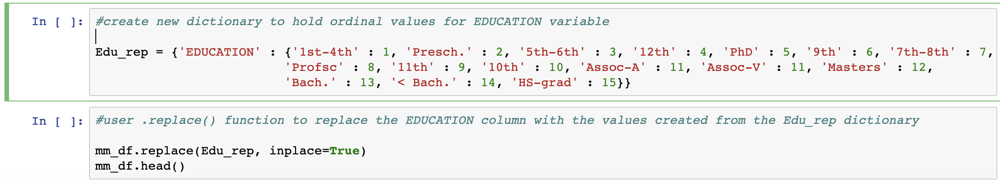 In [ ]: #create new dictionary to hold ordinal values for EDUCATION variable
Edu_rep = {'EDUCATION' : {'1st-4th' : 1, 'Presch.' : 2, '5th-6th' : 3, '12th' : 4, 'PhD' : 5, '9th' : 6, '7th-8th' : 7,
'Profsc' : 8, '11th' : 9, '10th' : 10, 'Assoc-A' : 11, 'Assoc-V' : 11, 'Masters' : 12,
'Bach.' : 13, '< Bach.' : 14, 'HS-grad' : 15}}
In [ ]: #user .replace() function to replace the EDUCATION column with the values created from the Edu_rep dictionary
mm_df.replace(Edu_rep, inplace=True)
mm_df.head()